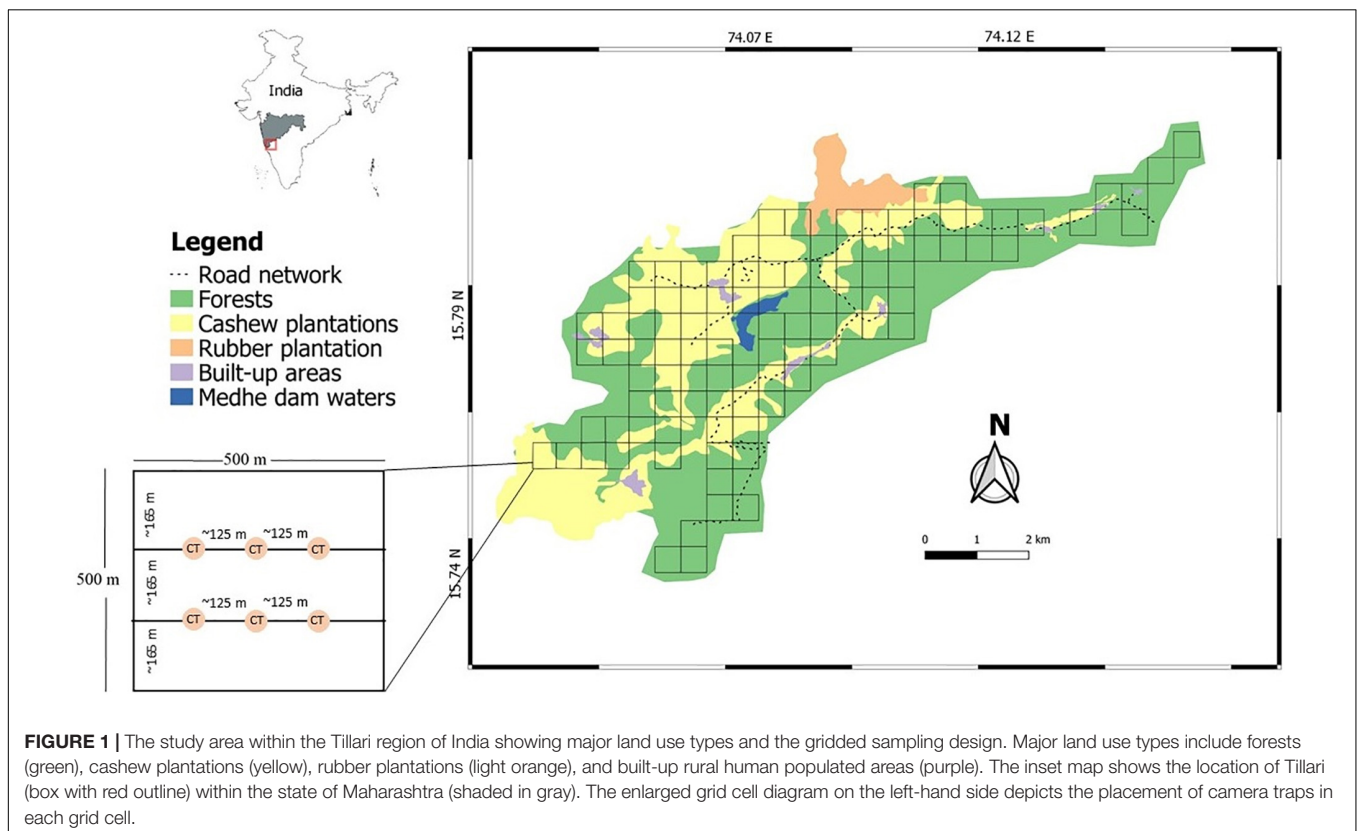 74.07 E
74.12 E
India
Legend
Road network
Forests
Cashew plantations
Rubber plantation
Built-up areas
Medhe dam waters
15.79 N
15.74 N
N
0 1 2 km
500 m
500 m
~165 m
~125 m ~125 m
CT CT CT
~165 m
~125 m ~125 m
CT CT CT
~165 m
FIGURE 1 | The study area within the Tillari region of India showing major land use types and the gridded sampling design. Major land use types include forests
(green), cashew plantations (yellow), rubber plantations (light orange), and built-up rural human populated areas (purple). The inset map shows the location of Tillari
(box with red outline) within the state of Maharashtra (shaded in gray). The enlarged grid cell diagram on the left-hand side depicts the placement of camera traps in
each grid cell.